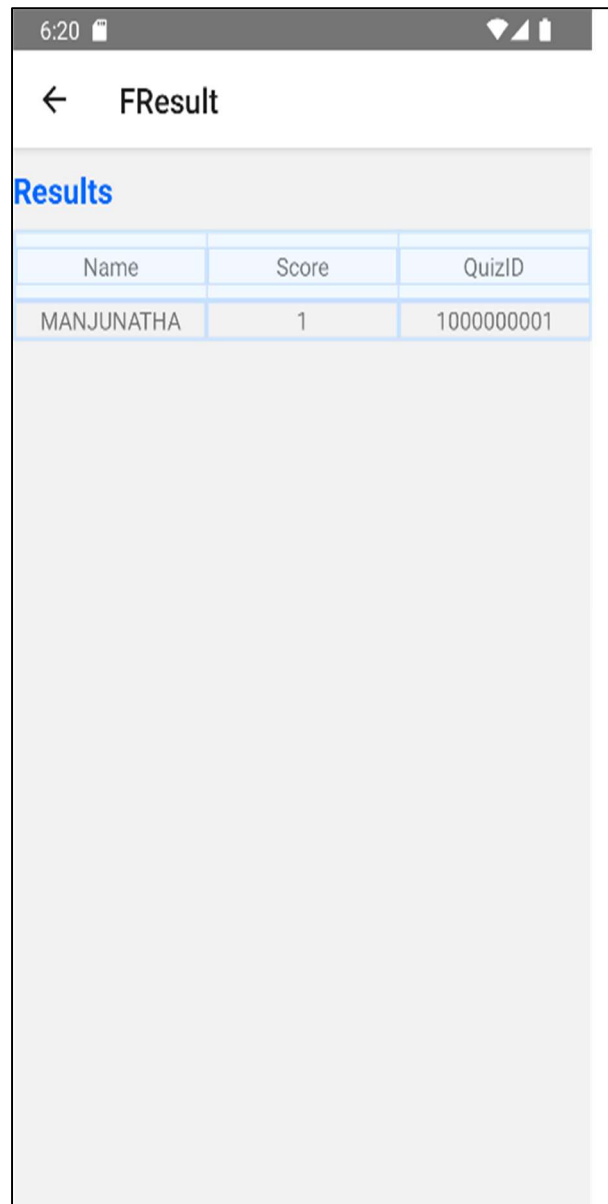 6:20
FResult
Results
Name Score QuizID
MANJUNATHA 1 1000000001